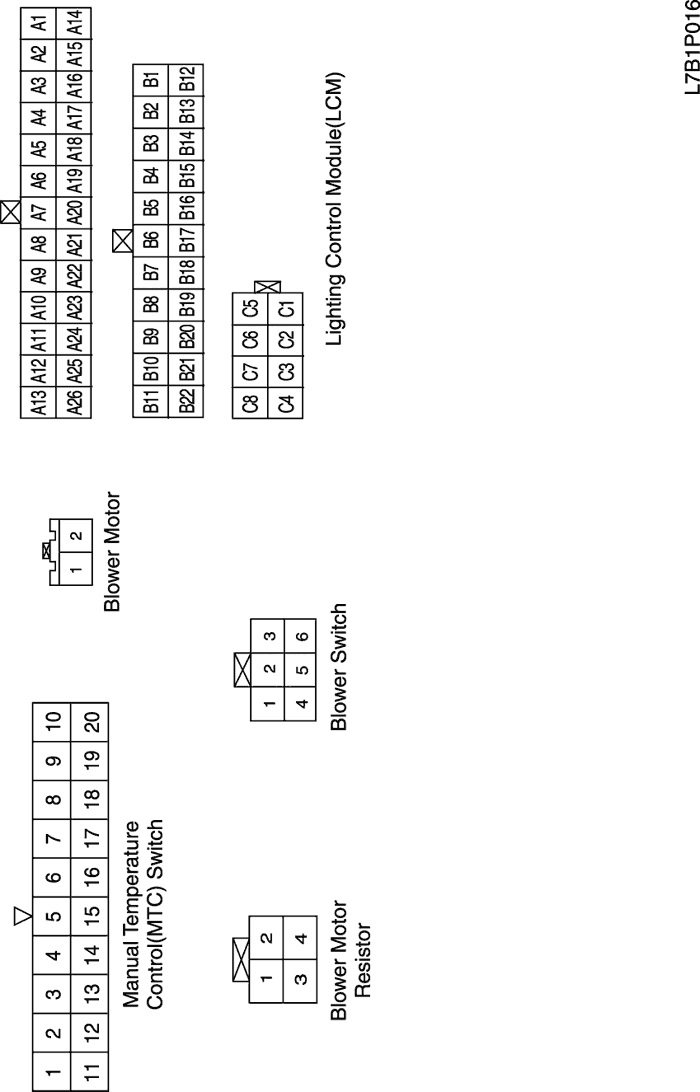 1 2 3 4 5 6 7 8 9 10
11 12 13 14 15 16 17 18 19 20
Manual Temperature
Control(MTC) Switch
1 2
Blower Motor
A13 A12 A11 A10 A9 A8 A7 A6 A5 A4 A3 A2 A1
A26 A25 A24 A23 A22 A21 A20 A19 A18 A17 A16 A15 A14
B11 B10 B9 B8 B7 B6 B5 B4 B3 B2 B1
B22 B21 B20 B19 B18 B17 B16 B15 B14 B13 B12
1 2
3 4
Blower Motor
Resistor
1 2 3
4 5 6
Blower Switch
C8 C7 C6 C5
C4 C3 C2 C1
Lighting Control Module(LCM)
L7B1P016